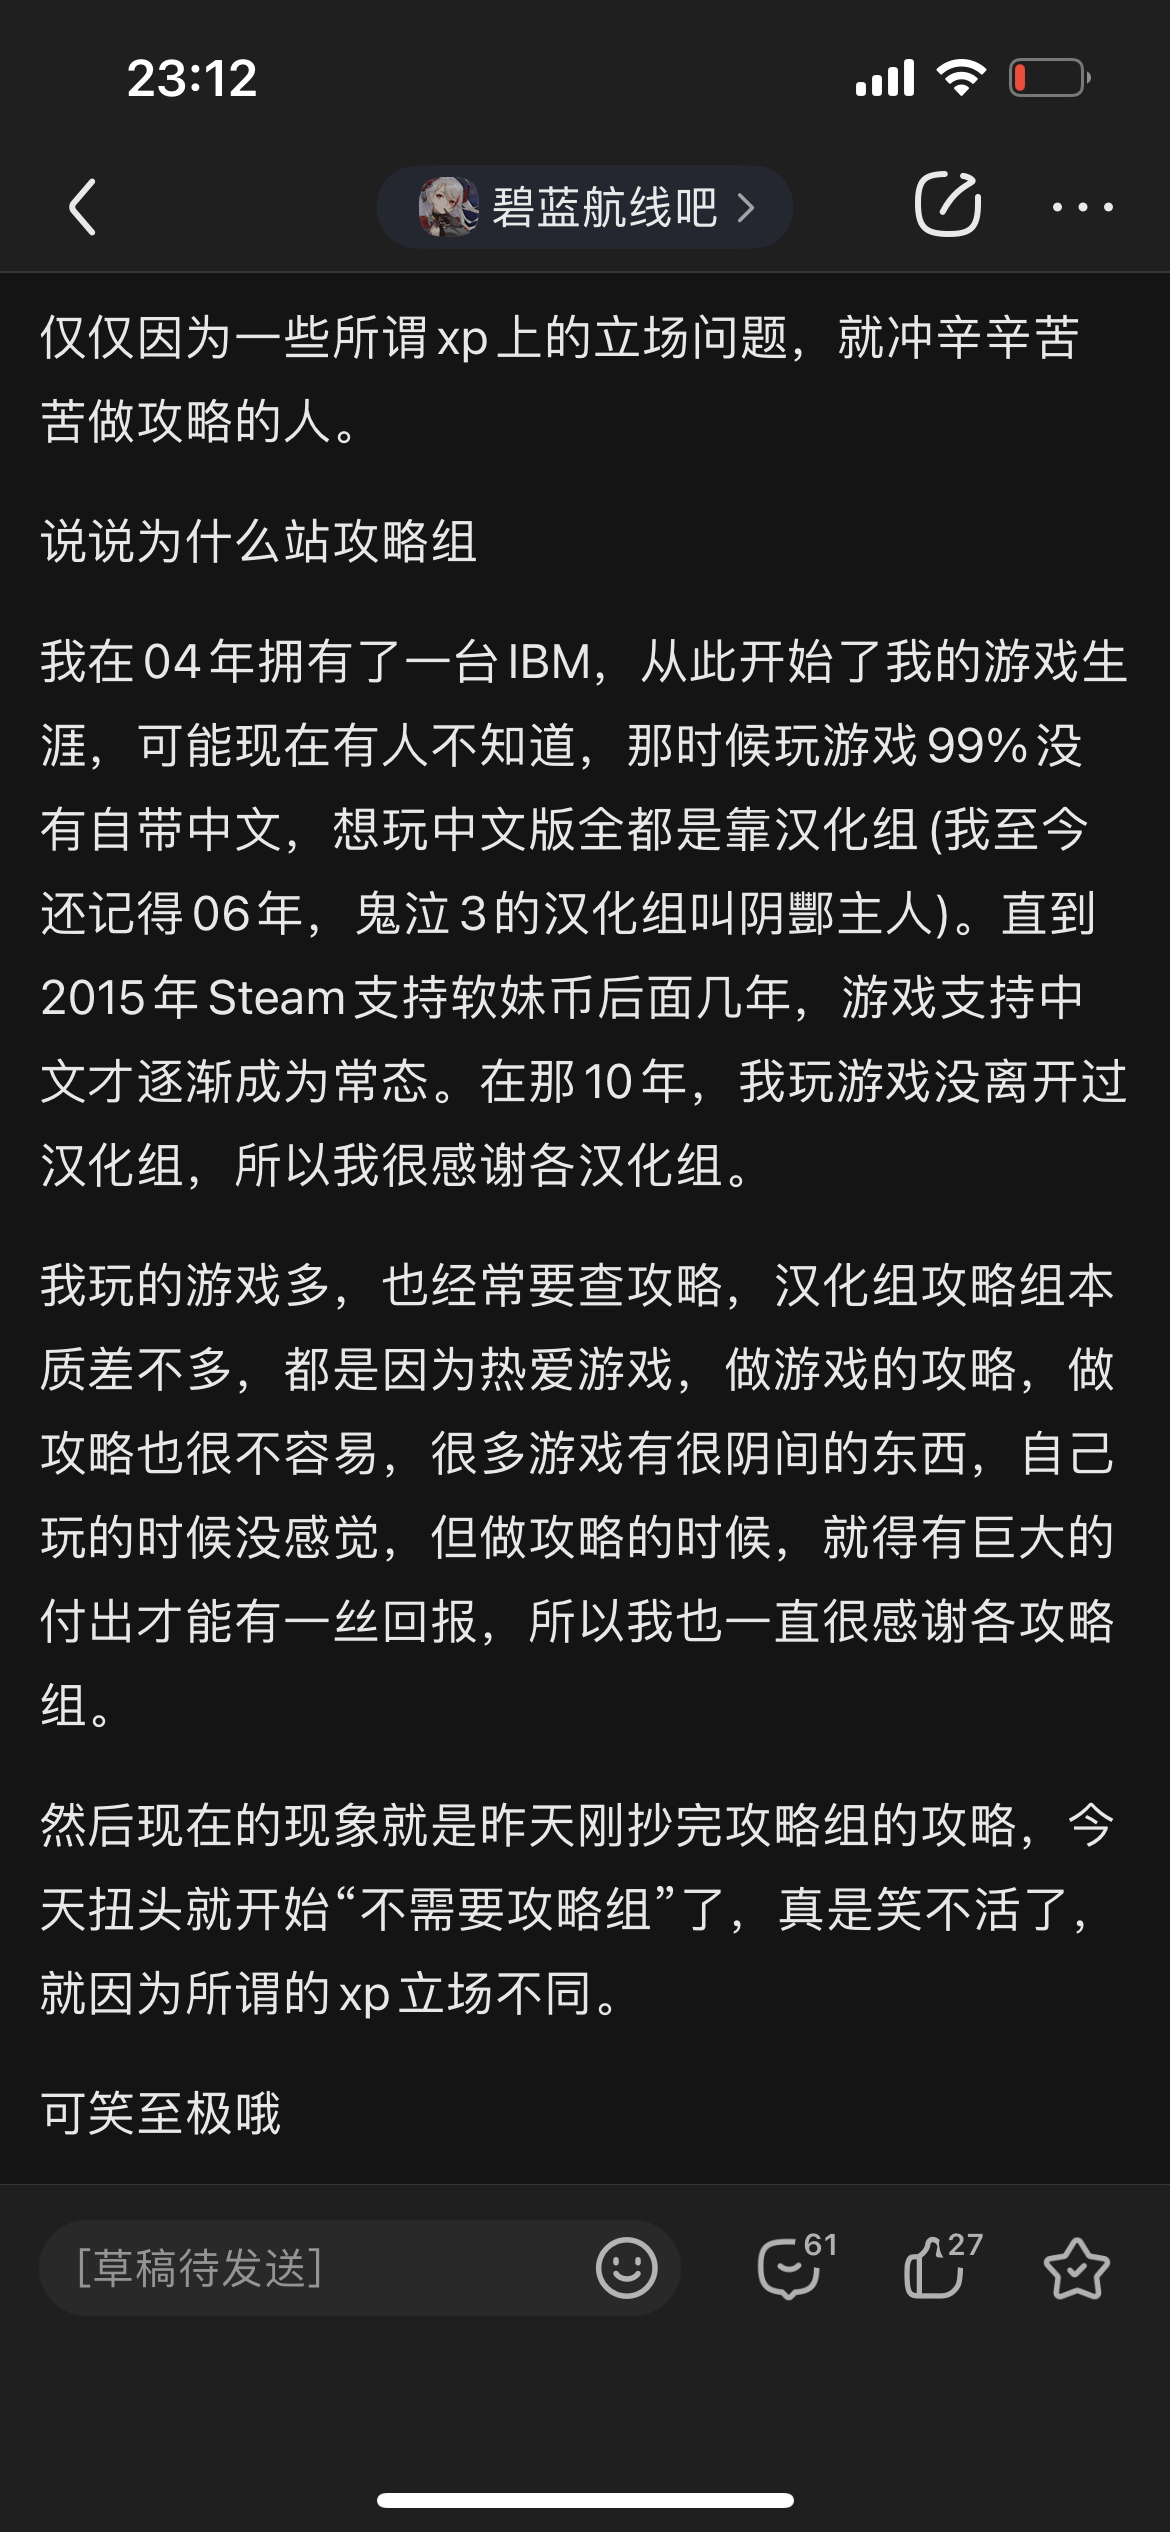 23:12
碧蓝航线吧
仅仅因为一些所谓xp上的立场问题，就冲辛辛苦
苦做攻略的人。
说说为什么站攻略组
我在04年拥有了一台IBM，从此开始了我的游戏生
涯，可能现在有人不知道，那时候玩游戏99%没
有自带中文，想玩中文版全都是靠汉化组(我至今
还记得06年，鬼泣3的汉化组叫阴酆主人)。直到
2015年Steam支持软妹币后面几年，游戏支持中
文才逐渐成为常态。在那10年，我玩游戏没离开过
汉化组，所以我很感谢各汉化组。
我玩的游戏多，也经常要查攻略，汉化组攻略组本
质差不多，都是因为热爱游戏，做游戏的攻略，做
攻略也很不容易，很多游戏有很阴间的东西，自己
玩的时候没感觉，但做攻略的时候，就得有巨大的
付出才能有一丝回报，所以我也一直很感谢各攻略
组。
然后现在的现象就是昨天刚抄完攻略组的攻略，今
天扭头就开始“不需要攻略组”了，真是笑不活了，
就因为所谓的xp立场不同。
可笑至极哦
[草稿待发送]
61
27